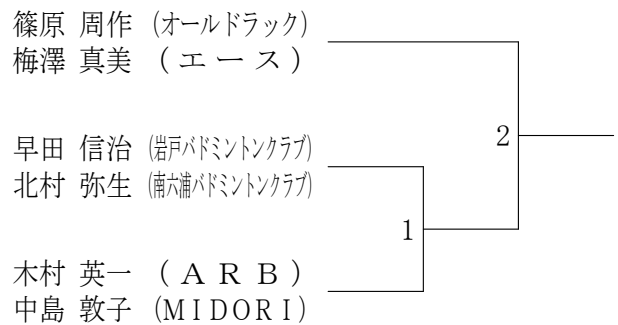 篠原 周作 (オールドラック)
梅澤 真美 (エース)
2
早田 信治 (岩戸バドミントンクラブ)
北村 弥生 (南六浦バドミントンクラブ)
1
木村 英一 (ARB)
中島 敦子 (MIDORI)